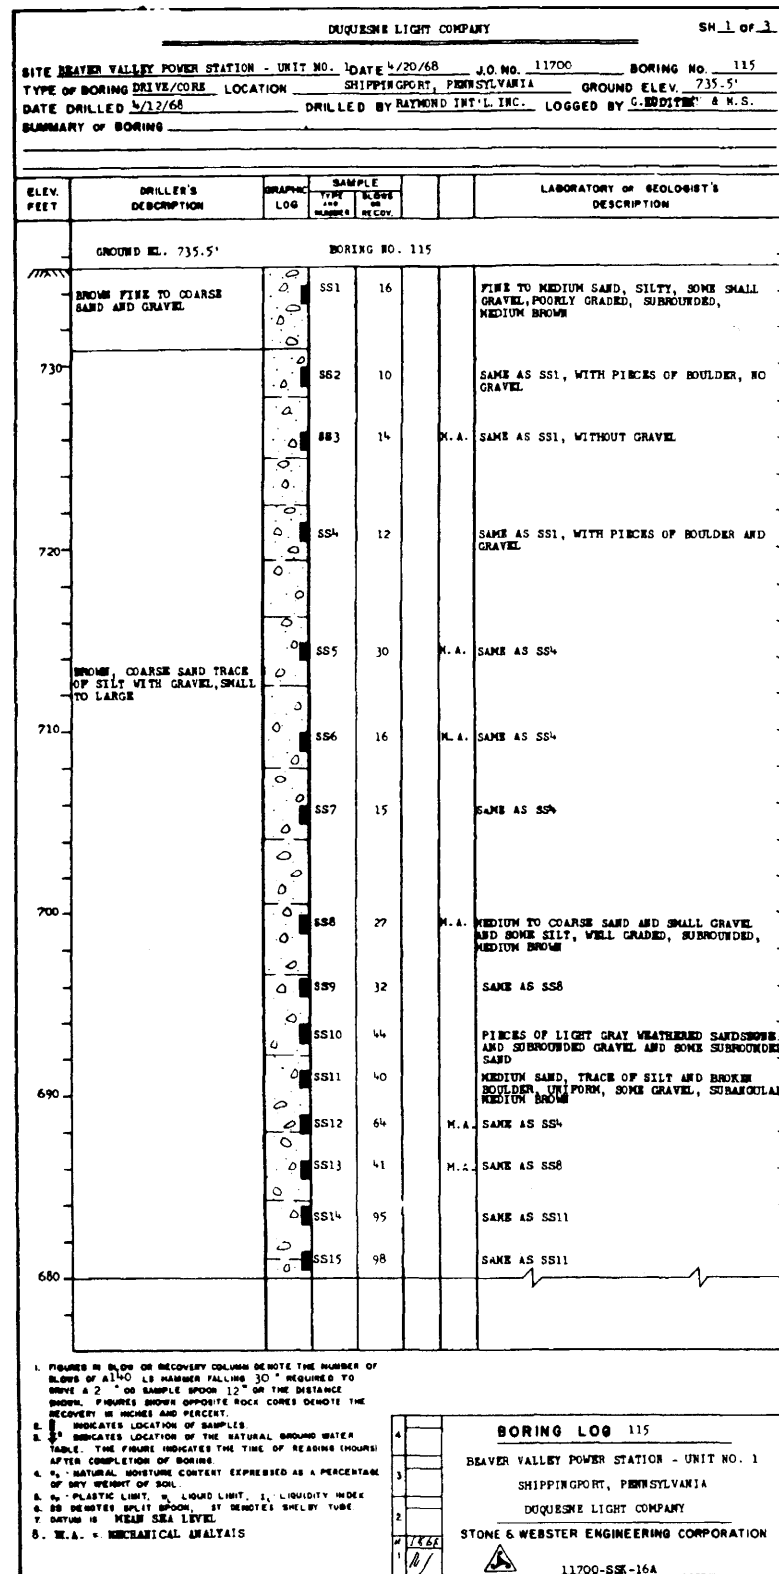 DUQUESNE LIGHT COMPANY
SH 1 OF 3
SITE BEAVER VALLEY POWER STATION - UNIT NO. 1 DATE 4/20/68 J.O. NO. 11700 BORING NO. 115
TYPE OF BORING DRIVE/CORE LOCATION SHIPPINGPORT, PENNSYLVANIA GROUND ELEV. 735.5'
DATE DRILLED 4/12/68 DRILLED BY RAYMOND INT'L. INC. LOGGED BY & M.S.
SUMMARY OF BORING
ELEV. FEET
DRILLER'S DESCRIPTION
GRAPHIC LOG
SAMPLE
TYPE AND NUMBER
BLOWS OR RECOV.
LABORATORY OR GEOLOGIST'S DESCRIPTION
GROUND EL. 735.5' BORING NO. 115
BROWN FINE TO COARSE
SAND AND GRAVEL
SS1 16 FINE TO MEDIUM SAND, SILTY, SOME SMALL
GRAVEL, POORLY GRADED, SUBROUNDED,
MEDIUM BROWN
730
SS2 10 SAME AS SS1, WITH PIECES OF BOULDER, NO
GRAVEL
SS3 14 M.A. SAME AS SS1, WITHOUT GRAVEL
SS4 12 SAME AS SS1, WITH PIECES OF BOULDER AND
GRAVEL
720
SS5 30 M.A. SAME AS SS4
BROWN, COARSE SAND TRACE
OF SILT WITH GRAVEL, SMALL
TO LARGE
710
SS6 16 M.A. SAME AS SS4
SS7 15 SAME AS SS4
700
SS8 27 M.A. MEDIUM TO COARSE SAND AND SMALL GRAVEL
AND SOME SILT, WELL GRADED, SUBROUNDED,
MEDIUM BROWN
SS9 32 SAME AS SS8
SS10 44 PIECES OF LIGHT GRAY WEATHERED SANDSTONE
AND SUBROUNDED GRAVEL AND SOME SUBROUNDED
SAND
SS11 40 MEDIUM SAND, TRACE OF SILT AND BROKEN
BOULDER, UNIFORM, SOME GRAVEL, SUBANGULAR
MEDIUM BROWN
690
SS12 64 M.A. SAME AS SS4
SS13 41 M.A. SAME AS SS8
SS14 95 SAME AS SS11
SS15 98 SAME AS SS11
680
1. FIGURES IN BLOW OR RECOVERY COLUMN DENOTE THE NUMBER OF
BLOWS OF A 140 LB HAMMER FALLING 30" REQUIRED TO
DRIVE A 2" OD SAMPLE SPOON 12" OR THE DISTANCE
SHOWN. FIGURES SHOWN OPPOSITE ROCK CORES DENOTE THE
RECOVERY IN INCHES AND PERCENT.
2. INDICATES LOCATION OF SAMPLES.
3. INDICATES LOCATION OF THE NATURAL GROUND WATER
TABLE. THE FIGURE INDICATES THE TIME OF READING (HOURS)
AFTER COMPLETION OF BORING.
4. NATURAL MOISTURE CONTENT EXPRESSED AS A PERCENTAGE
OF DRY WEIGHT OF SOIL.
5. PLASTIC LIMIT, LIQUID LIMIT, LIQUIDITY INDEX
6. SS DENOTES SPLIT SPOON, ST DENOTES SHELBY TUBE
7. DATUM IS MEAN SEA LEVEL
8. M.A. = MECHANICAL ANALYAIS
4
3
2
1
BORING LOG 115
BEAVER VALLEY POWER STATION - UNIT NO. 1
SHIPPINGPORT, PENNSYLVANIA
DUQUESNE LIGHT COMPANY
STONE & WEBSTER ENGINEERING CORPORATION
11700-SSK-16A